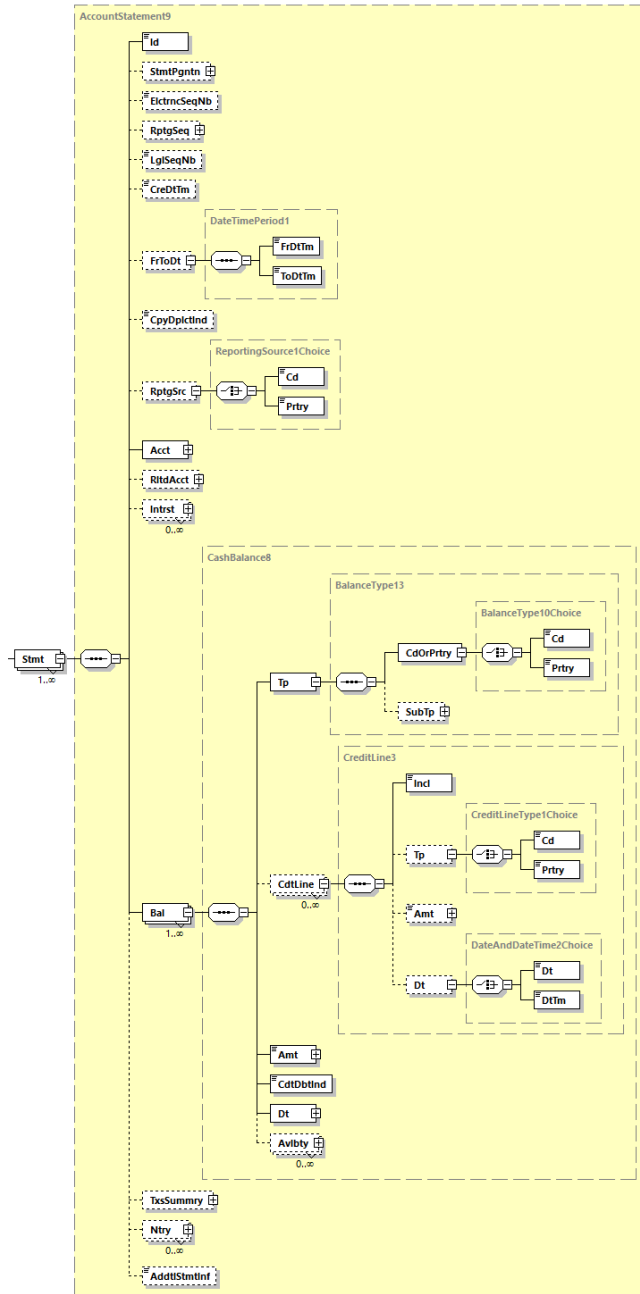 AccountStatement9
Id
StmtPgntn
ElctrncSeqNb
RptgSeq
LglSeqNb
CreDtTm
DateTimePeriod1
FrDtTm
FrToDt
ToDtTm
CpyDplctInd
ReportingSource1Choice
Cd
RptgSrc
Prtry
Acct
RltdAcct
Intrst
0..∞
CashBalance8
BalanceType13
BalanceType10Choice
Cd
CdOrPrtry
Prtry
Stmt
1..∞
Tp
SubTp
CreditLine3
Incl
CreditLineType1Choice
Cd
Tp
Prtry
CdtLine
0..∞
Bal
1..∞
Amt
DateAndDateTime2Choice
Dt
Dt
DtTm
Amt
CdtDbtInd
Dt
Avlbty
0..∞
TxsSummry
Ntry
0..∞
AddtlStmtInf